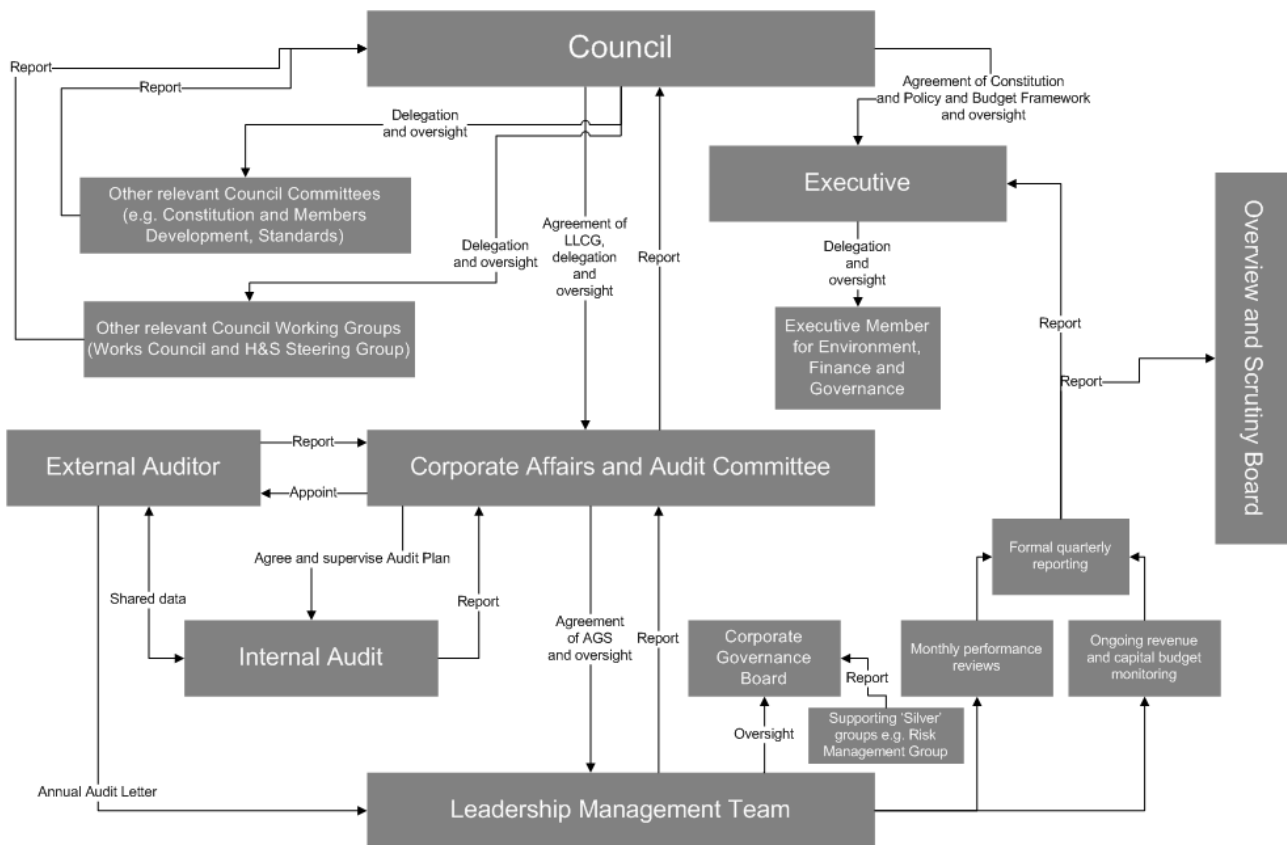 Council
Report
Report
Agreement of Constitution
and Policy and Budget Framework
and oversight
Delegation
and oversight
Executive
Other relevant Council Committees
(e.g. Constitution and Members
Development, Standards)
Overview and Scrutiny Board
Agreement of
LLCG,
delegation
and
oversight
Report
Delegation
and oversight
Delegation
and
oversight
Other relevant Council Working Groups
(Works Council and H&S Steering Group)
Executive Member
for Environment,
Finance and
Governance
Report
Report
External Auditor
Report
Appoint
Corporate Affairs and Audit Committee
Agree and supervise Audit Plan
Formal quarterly
reporting
Shared data
Report
Internal Audit
Agreement
of AGS
and oversight
Report
Corporate
Governance
Board
Monthly performance
reviews
Ongoing revenue
and capital budget
monitoring
Report
Supporting ‘Silver’
groups e.g. Risk
Management Group
Oversight
Annual Audit Letter
Leadership Management Team